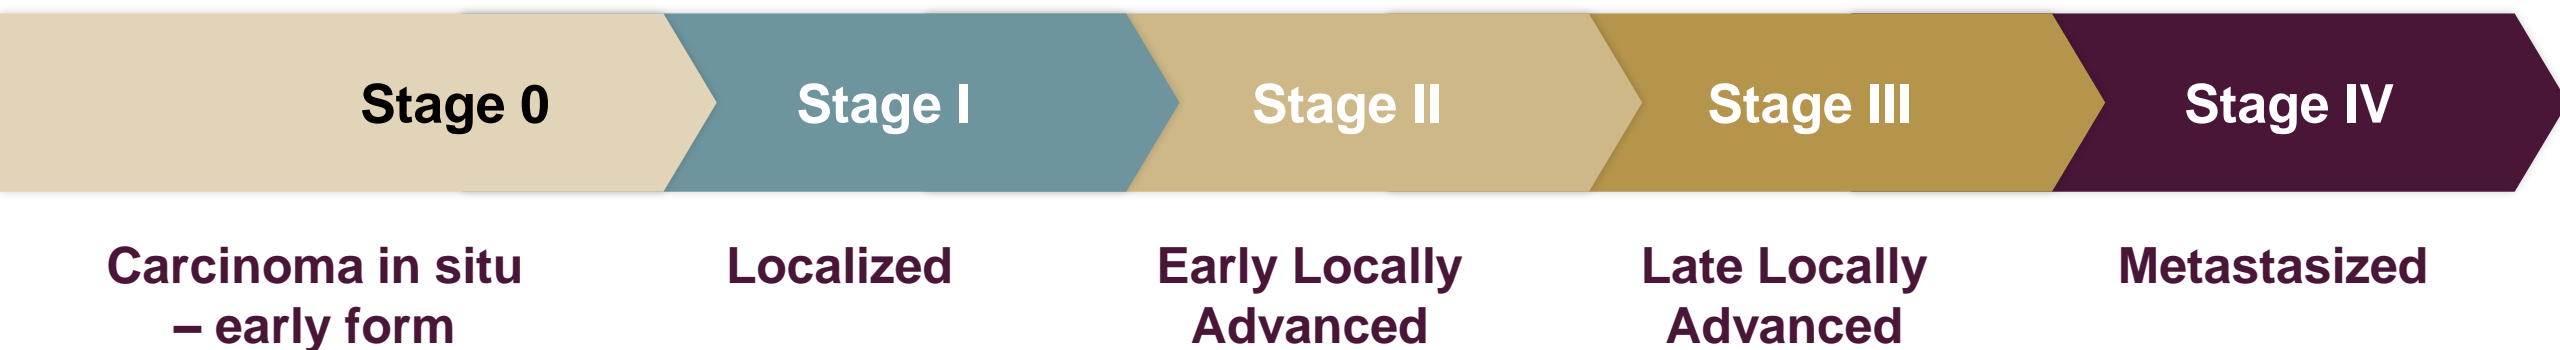 Stage 0
Stage I
Stage II
Stage III
Stage IV
Carcinoma in situ
– early form
Localized
Early Locally
Advanced
Late Locally
Advanced
Metastasized